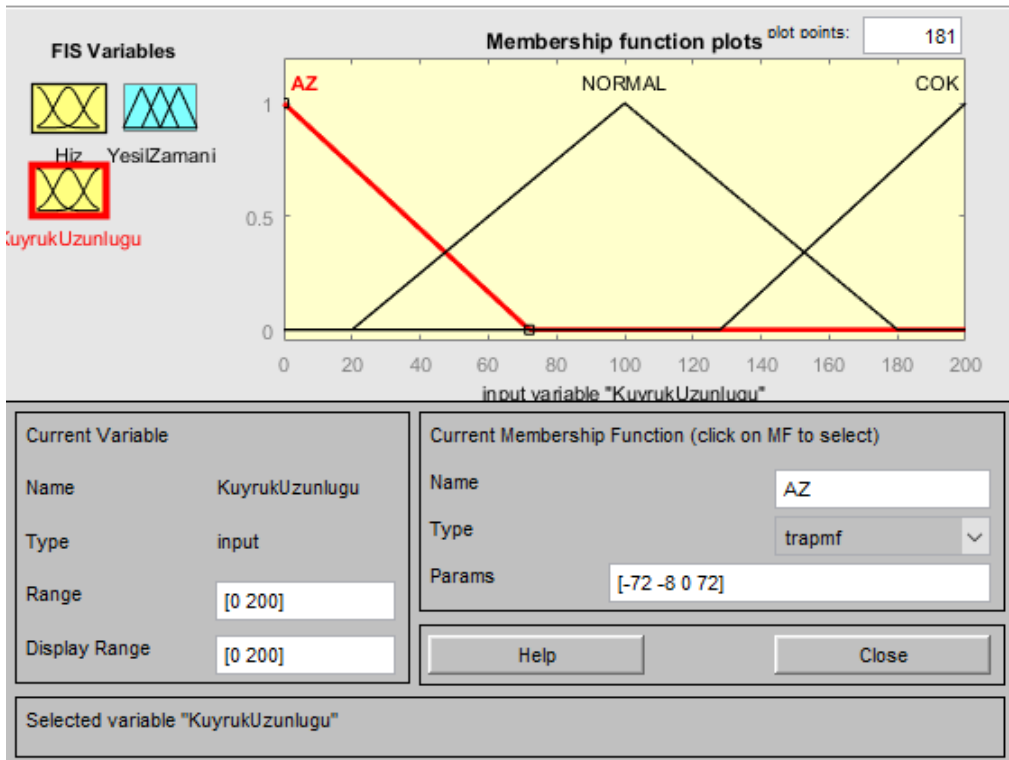 FIS Variables
Membership function plots
plot points:
181
Hiz
YesilZamani
KuyrukUzunlugu
AZ
NORMAL
COK
1
0.5
0
0
20
40
60
80
100
120
140
160
180
200
input variable "KuyrukUzunlugu"
Current Variable
Name
KuyrukUzunlugu
Type
input
Range
[0 200]
Display Range
[0 200]
Current Membership Function (click on MF to select)
Name
AZ
Type
trapmf
Params
[-72 -8 0 72]
Help
Close
Selected variable "KuyrukUzunlugu"